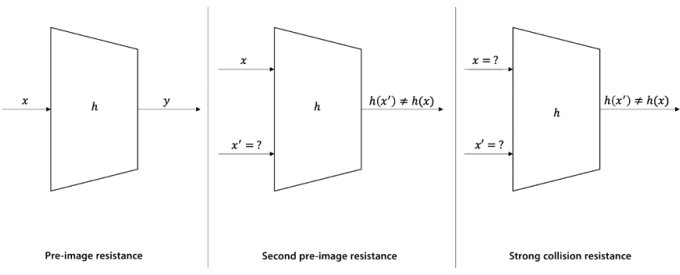 x
h
y
Pre-image resistance
x
x′ = ?
h
h(x′) ≠ h(x)
Second pre-image resistance
x = ?
x′ = ?
h
h(x′) ≠ h(x)
Strong collision resistance